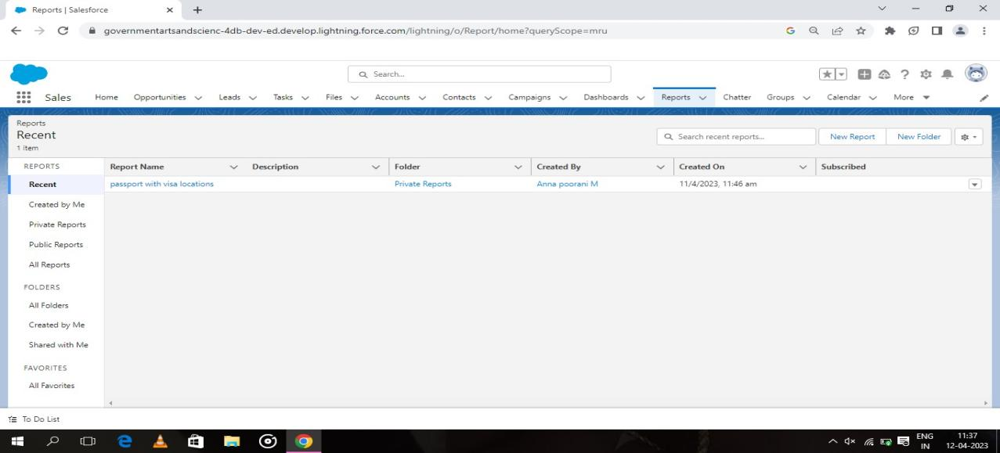 Reports | Salesforce
governmentartsandscienc-4db-dev-ed.develop.lightning.force.com/lightning/o/Report/home?queryScope=mru
Search...
Sales Home Opportunities Leads Tasks Files Accounts Contacts Campaigns Dashboards Reports Chatter Groups Calendar More
Reports
Recent
1 item
Search recent reports...
New Report
New Folder
REPORTS
Report Name Description Folder Created By Created On Subscribed
Recent
passport with visa locations Private Reports Anna poorani M 11/4/2023, 11:46 am
Created by Me
Private Reports
Public Reports
All Reports
FOLDERS
All Folders
Created by Me
Shared with Me
FAVORITES
All Favorites
To Do List
ENG
IN
11:37
12-04-2023